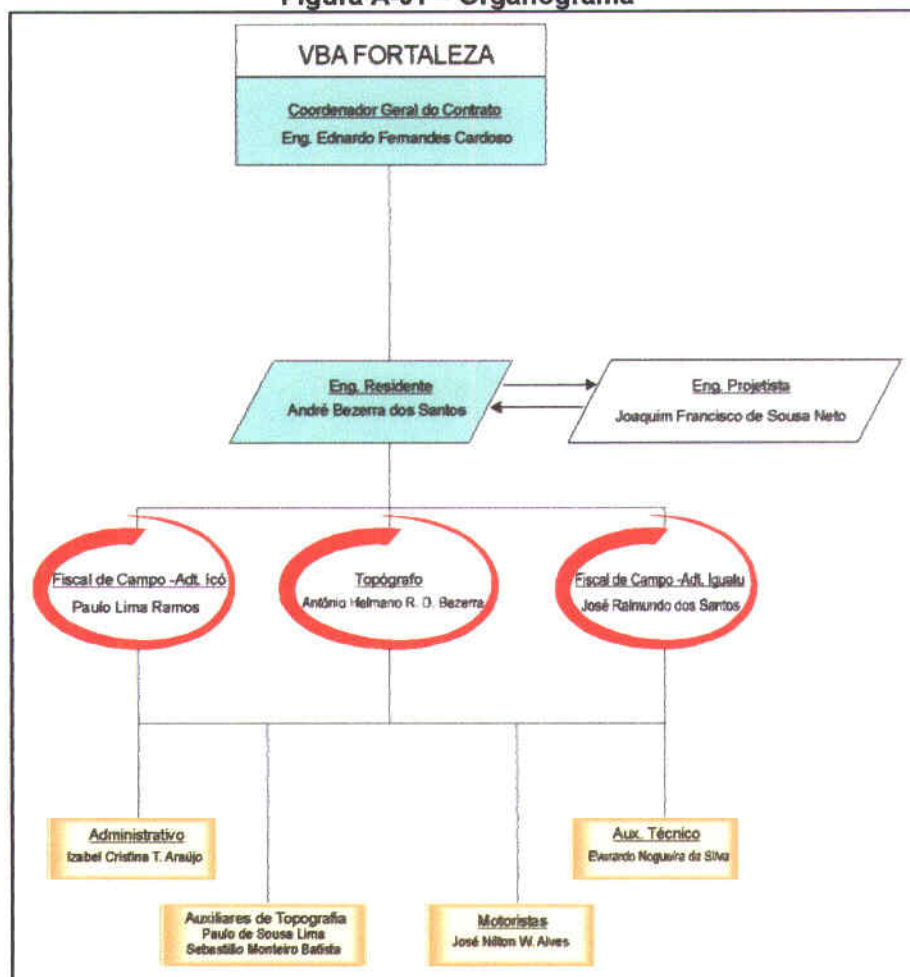 Figura A-01 – Organograma
VBA FORTALEZA
Coordenador Geral do Contrato
Eng. Ednardo Fernandes Cardoso
Eng. Residente
André Bezerra dos Santos
Eng. Projetista
Joaquim Francisco de Sousa Neto
Fiscal de Campo -Adt. Icó
Paulo Lima Ramos
Topógrafo
Antônio Helmano R. D. Bezerra
Fiscal de Campo -Adt. Iguatu
José Raimundo dos Santos
Administrativo
Izabel Cristina T. Araújo
Aux. Técnico
Everardo Nogueira da Silva
Auxiliares de Topografia
Paulo de Sousa Lima
Sebastião Monteiro Batista
Motoristas
José Nilton W. Alves